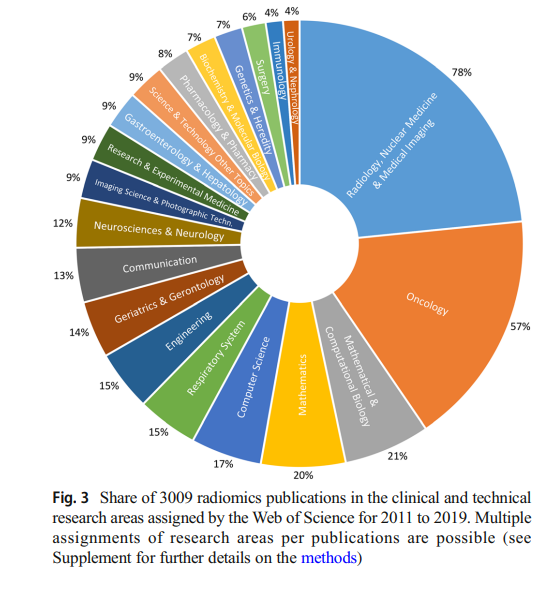 78%
Radiology, Nuclear Medicine
& Medical Imaging
57%
Oncology
21%
Mathematical &
Computational Biology
20%
Mathematics
17%
Computer Science
15%
Respiratory System
15%
Engineering
14%
Geriatrics & Gerontology
13%
Communication
12%
Neurosciences & Neurology
9%
Imaging Science & Photographic Techn.
9%
Research & Experimental Medicine
9%
Gastroenterology & Hepatology
9%
Science & Technology Other Topics
8%
Pharmacology & Pharmacy
7%
Biochemistry & Molecular Biology
7%
Genetics & Heredity
6%
Surgery
4%
Immunology
4%
Urology & Nephrology
Fig. 3 Share of 3009 radiomics publications in the clinical and technical
research areas assigned by the Web of Science for 2011 to 2019. Multiple
assignments of research areas per publications are possible (see
Supplement for further details on the methods)